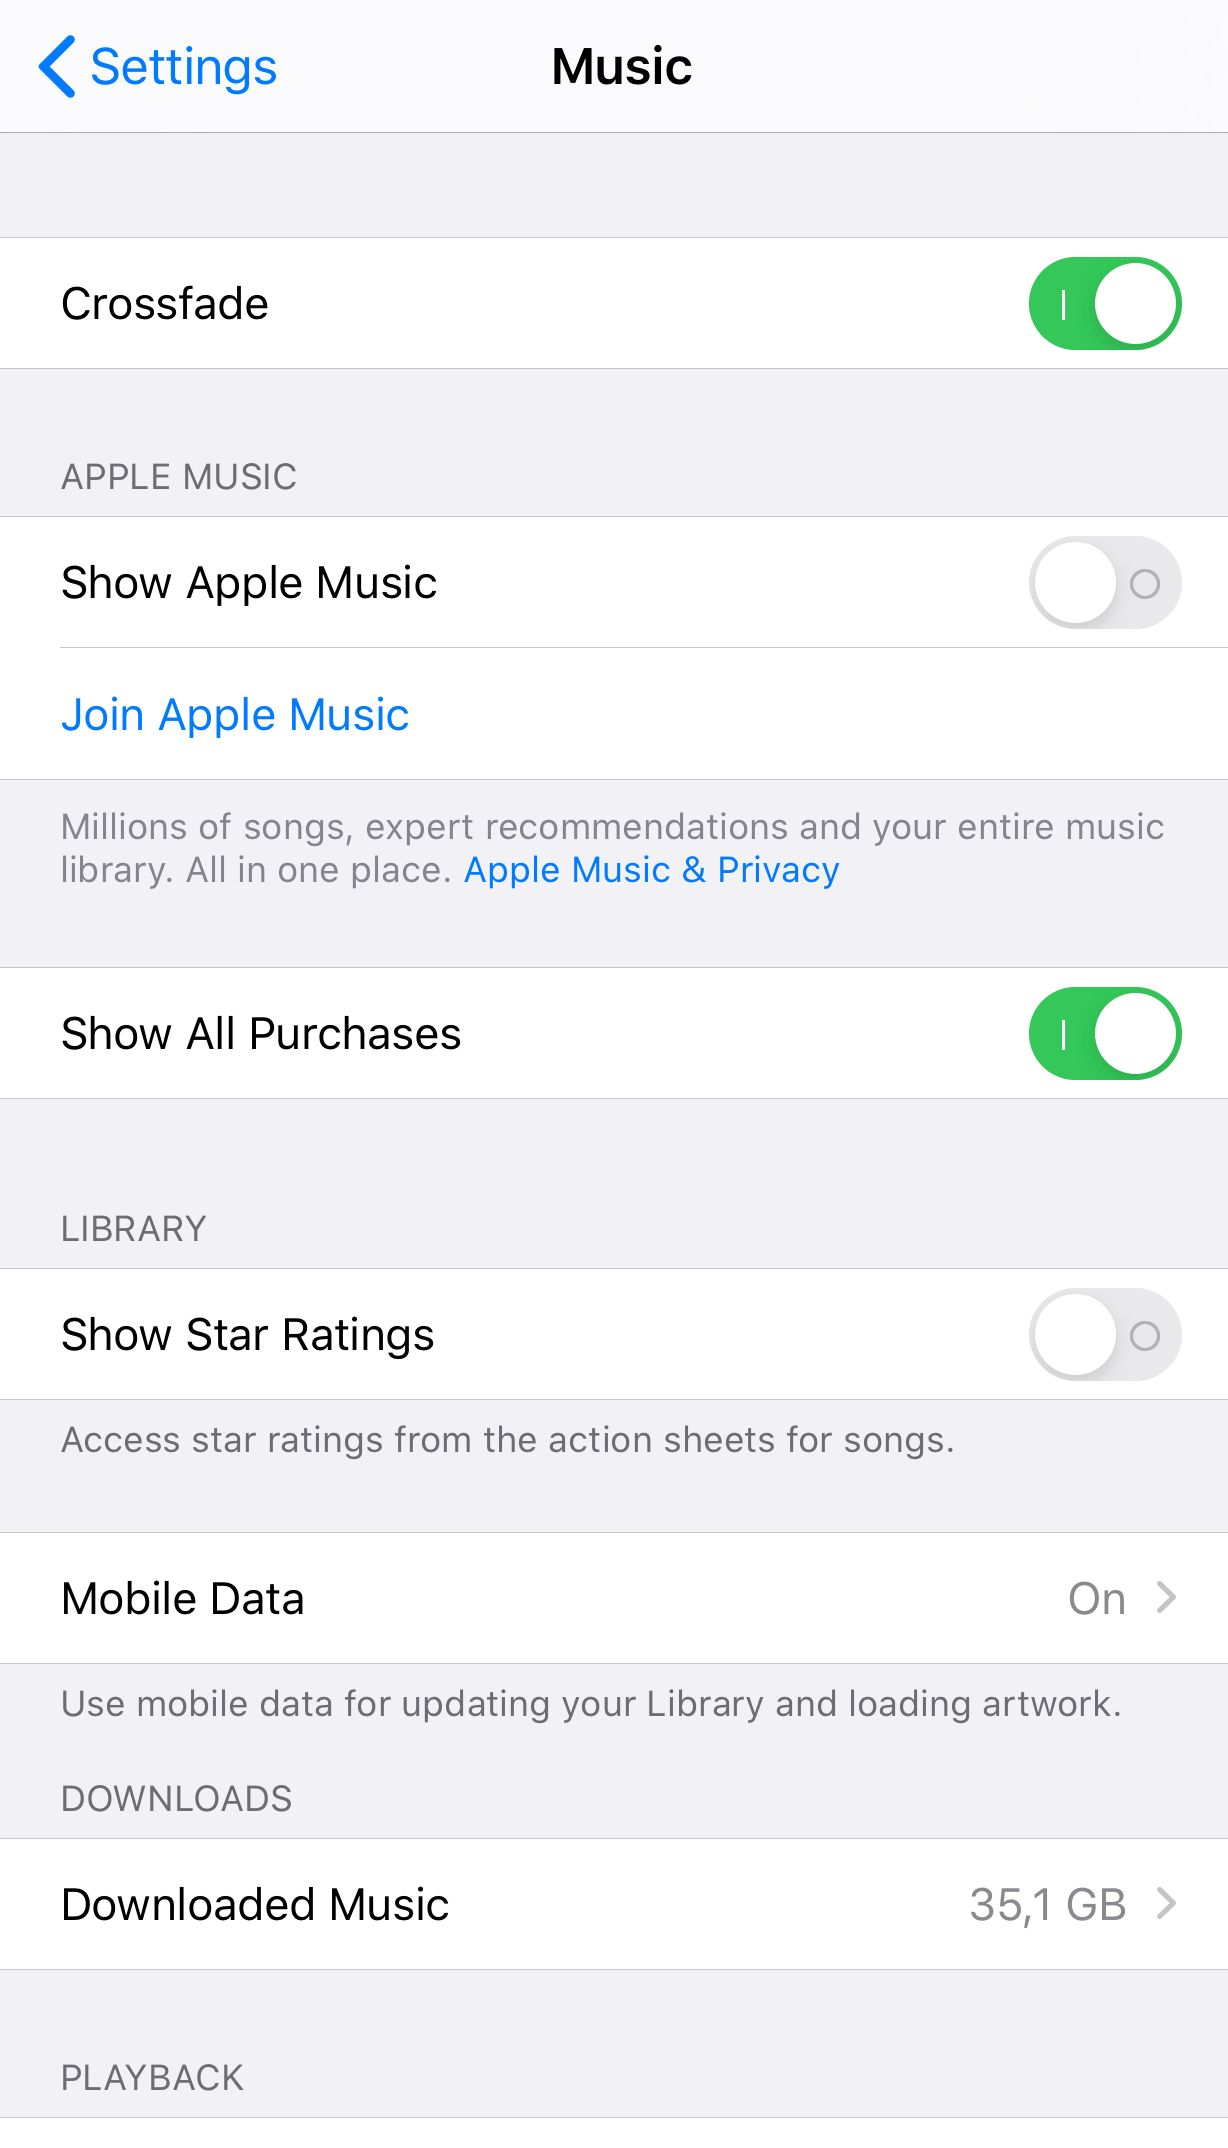 Settings
Music
Crossfade
APPLE MUSIC
Show Apple Music
Join Apple Music
Millions of songs, expert recommendations and your entire music
library. All in one place. Apple Music & Privacy
Show All Purchases
LIBRARY
Show Star Ratings
Access star ratings from the action sheets for songs.
Mobile Data On
Use mobile data for updating your Library and loading artwork.
DOWNLOADS
Downloaded Music 35,1 GB
PLAYBACK